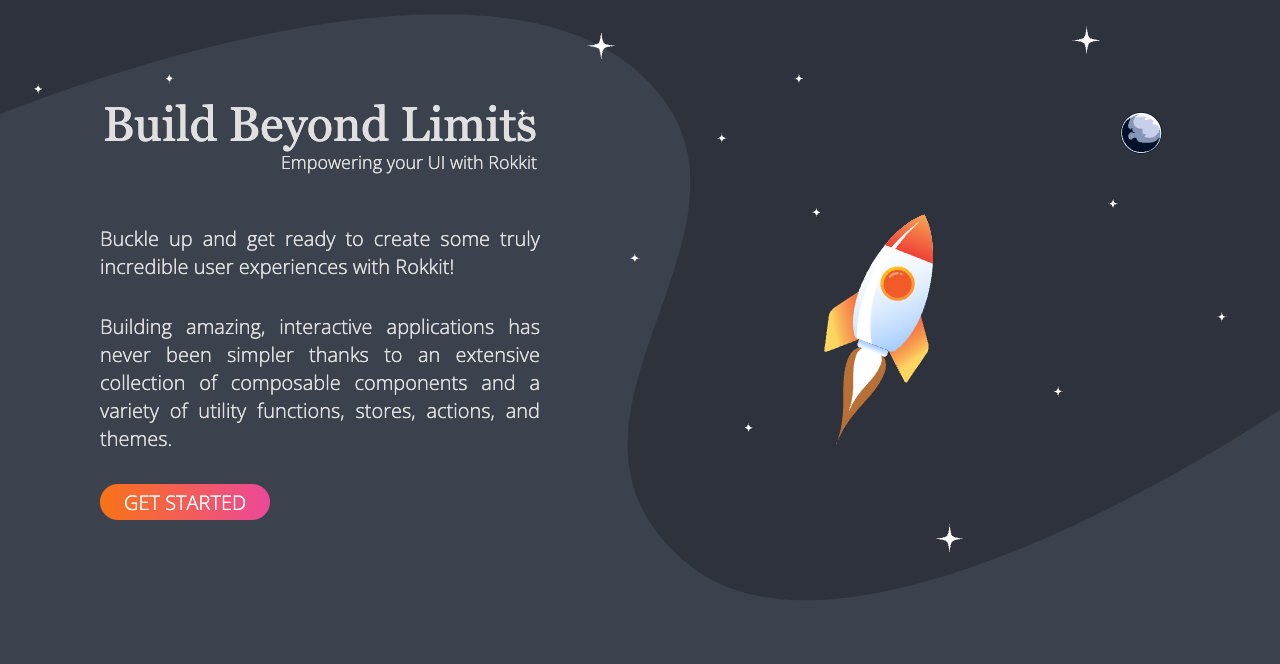 Build Beyond Limits
Empowering your UI with Rokkit
Buckle up and get ready to create some truly
incredible user experiences with Rokkit!
Building amazing, interactive applications has
never been simpler thanks to an extensive
collection of composable components and a
variety of utility functions, stores, actions, and
themes.
GET STARTED